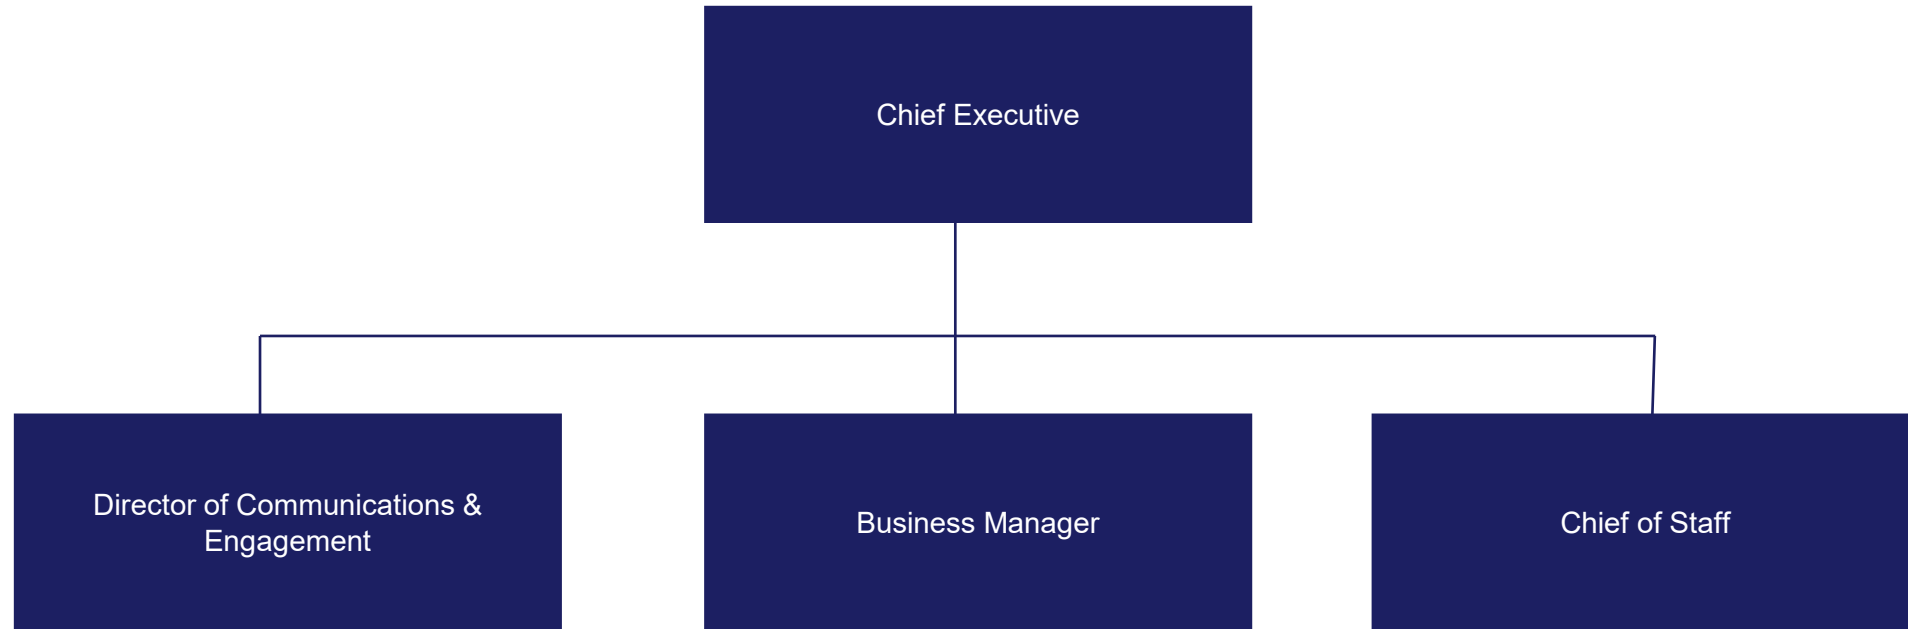 Chief Executive
Director of Communications &
Engagement
Business Manager
Chief of Staff